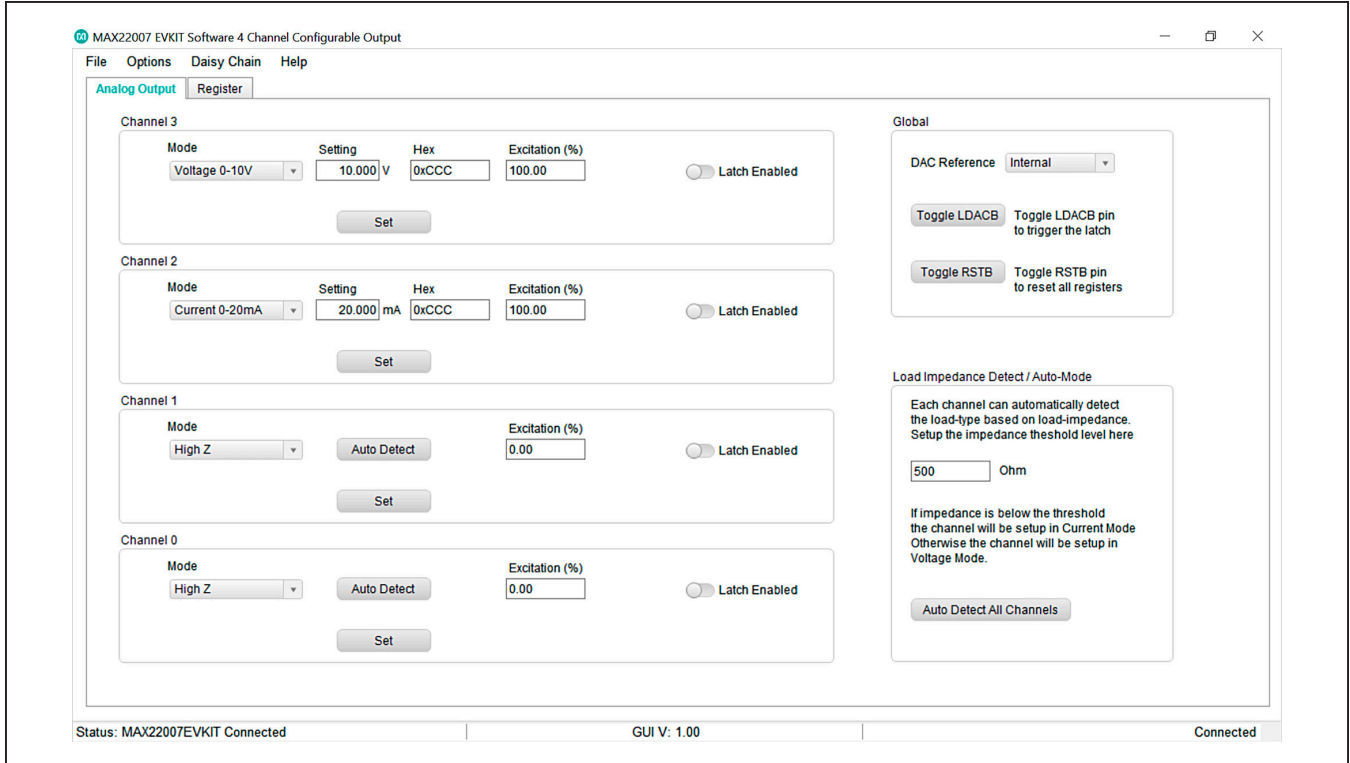 MAX22007 EVKIT Software 4 Channel Configurable Output
File Options Daisy Chain Help
Analog Output Register
Channel 3
Mode Setting Hex Excitation (%)
Voltage 0-10V 10.000 V 0xCCC 100.00 Latch Enabled
Set
Channel 2
Mode Setting Hex Excitation (%)
Current 0-20mA 20.000 mA 0xCCC 100.00 Latch Enabled
Set
Channel 1
Mode Excitation (%)
High Z Auto Detect 0.00 Latch Enabled
Set
Channel 0
Mode Excitation (%)
High Z Auto Detect 0.00 Latch Enabled
Set
Global
DAC Reference Internal
Toggle LDACB Toggle LDACB pin
to trigger the latch
Toggle RSTB Toggle RSTB pin
to reset all registers
Load Impedance Detect / Auto-Mode
Each channel can automatically detect
the load-type based on load-impedance.
Setup the impedance theshold level here
500 Ohm
If impedance is below the threshold
the channel will be setup in Current Mode
Otherwise the channel will be setup in
Voltage Mode.
Auto Detect All Channels
Status: MAX22007EVKIT Connected GUI V: 1.00 Connected